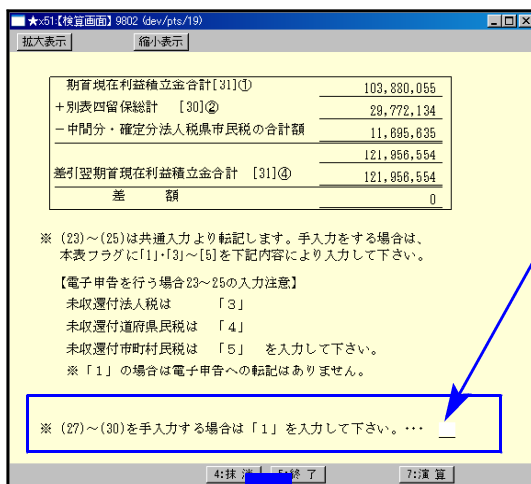 ★x51:【検算画面】9802 (dev/pts/19)
拡大表示 縮小表示
期首現在利益積立金合計[31]① 103,880,055
+別表四留保総計 [30]② 29,772,134
-中間分・確定分法人税県市民税の合計額 11,695,635
121,956,554
差引翌期首現在利益積立金合計 [31]④ 121,956,554
差 額 0
※ (23)~(25)は共通入力より転記します。手入力をする場合は、
本表フラグに「1」・「3」~[5]を下記内容により入力して下さい。
【電子申告を行う場合23~25の入力注意】
未収還付法人税は 「3」
未収還付道府県民税は 「4」
未収還付市町村民税は 「5」 を入力して下さい。
※「1」の場合は電子申告への転記はありません。
※ (27)~(30)を手入力する場合は「1」を入力して下さい。・・・
4:抹 消 終 了 7:演 算